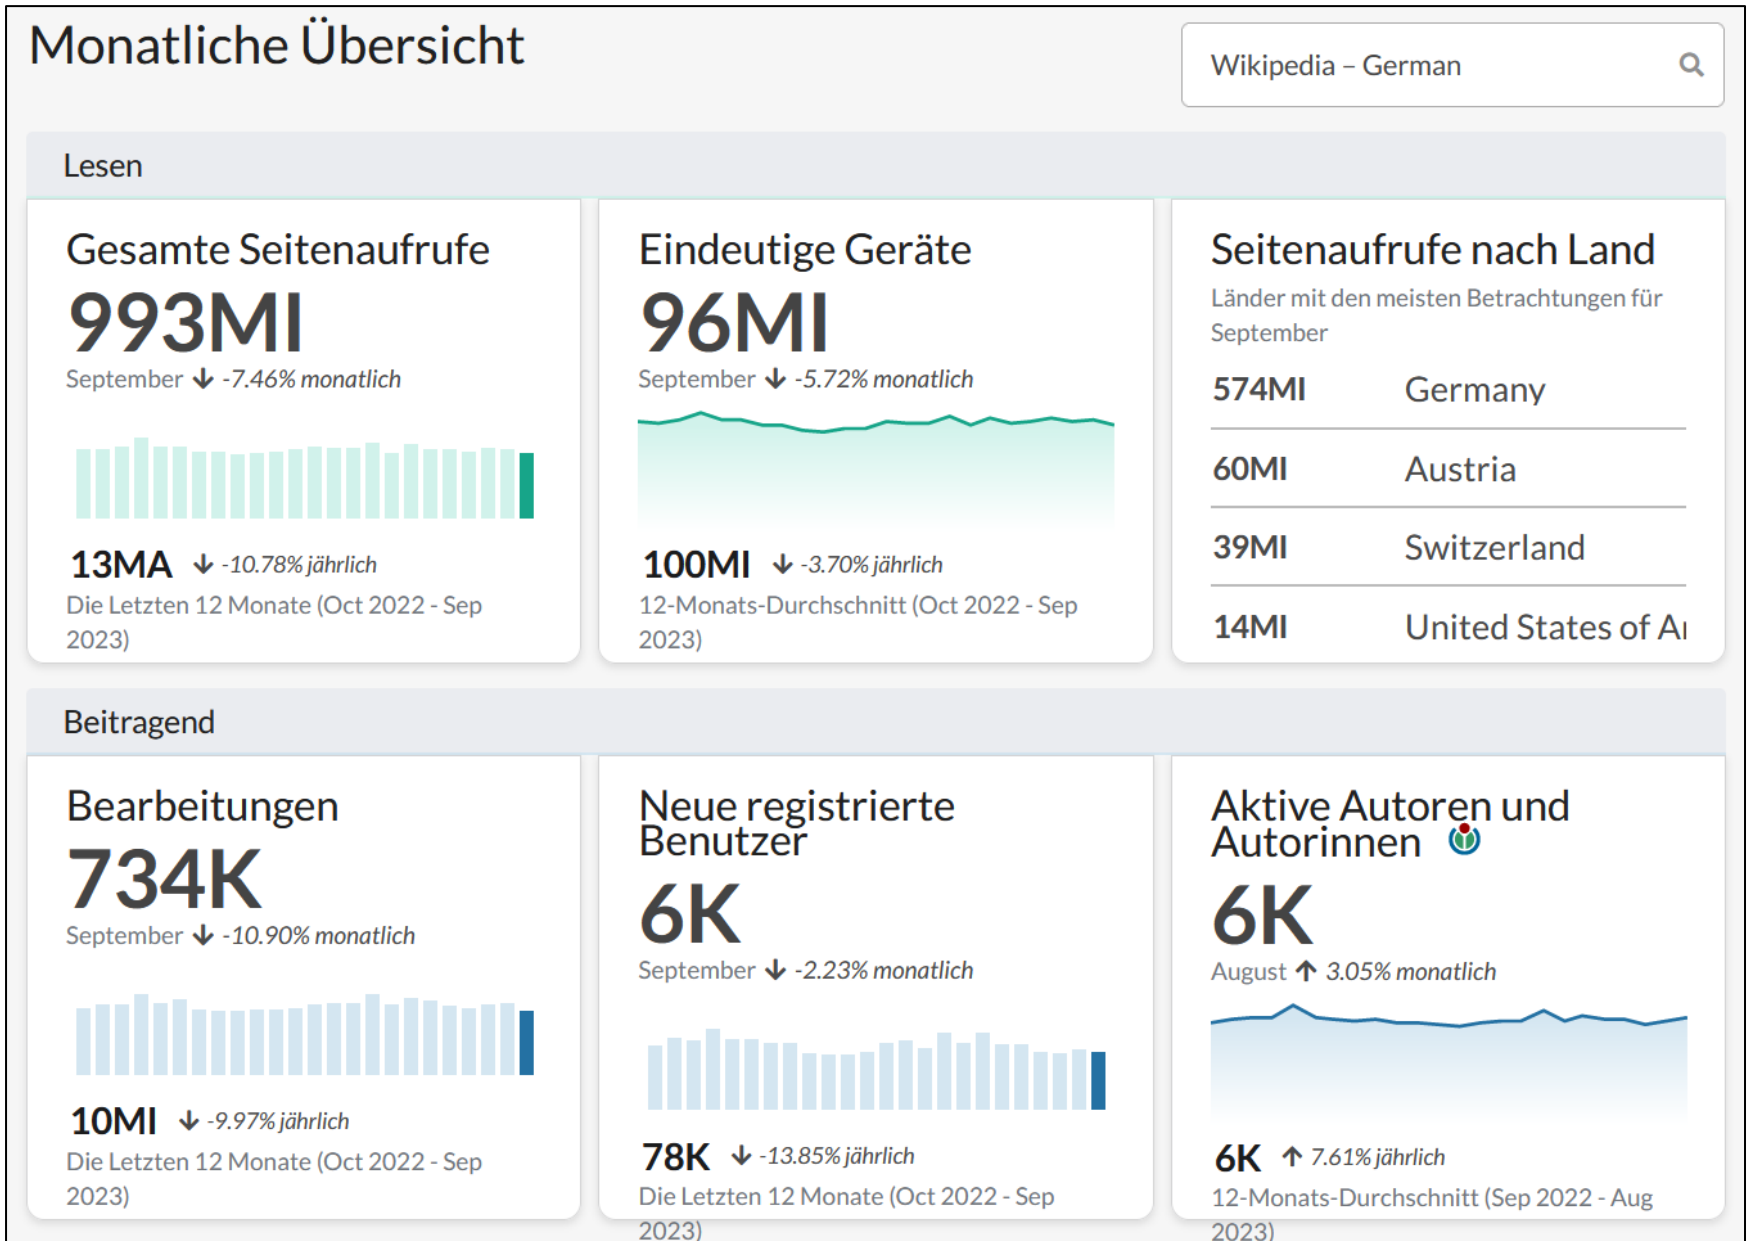 Monatliche Übersicht
Wikipedia – German
Lesen
Gesamte Seitenaufrufe
993MI
September -7.46% monatlich
13MA -10.78% jährlich
Die Letzten 12 Monate (Oct 2022 - Sep
2023)
Eindeutige Geräte
96MI
September -5.72% monatlich
100MI -3.70% jährlich
12-Monats-Durchschnitt (Oct 2022 - Sep
2023)
Seitenaufrufe nach Land
Länder mit den meisten Betrachtungen für
September
574MI Germany
60MI Austria
39MI Switzerland
14MI United States of
Beitragend
Bearbeitungen
734K
September -10.90% monatlich
10MI -9.97% jährlich
Die Letzten 12 Monate (Oct 2022 - Sep
2023)
Neue registrierte
Benutzer
6K
September -2.23% monatlich
78K -13.85% jährlich
Die Letzten 12 Monate (Oct 2022 - Sep
2023)
Aktive Autoren und
Autorinnen
6K
August 3.05% monatlich
6K 7.61% jährlich
12-Monats-Durchschnitt (Sep 2022 - Aug
2023)